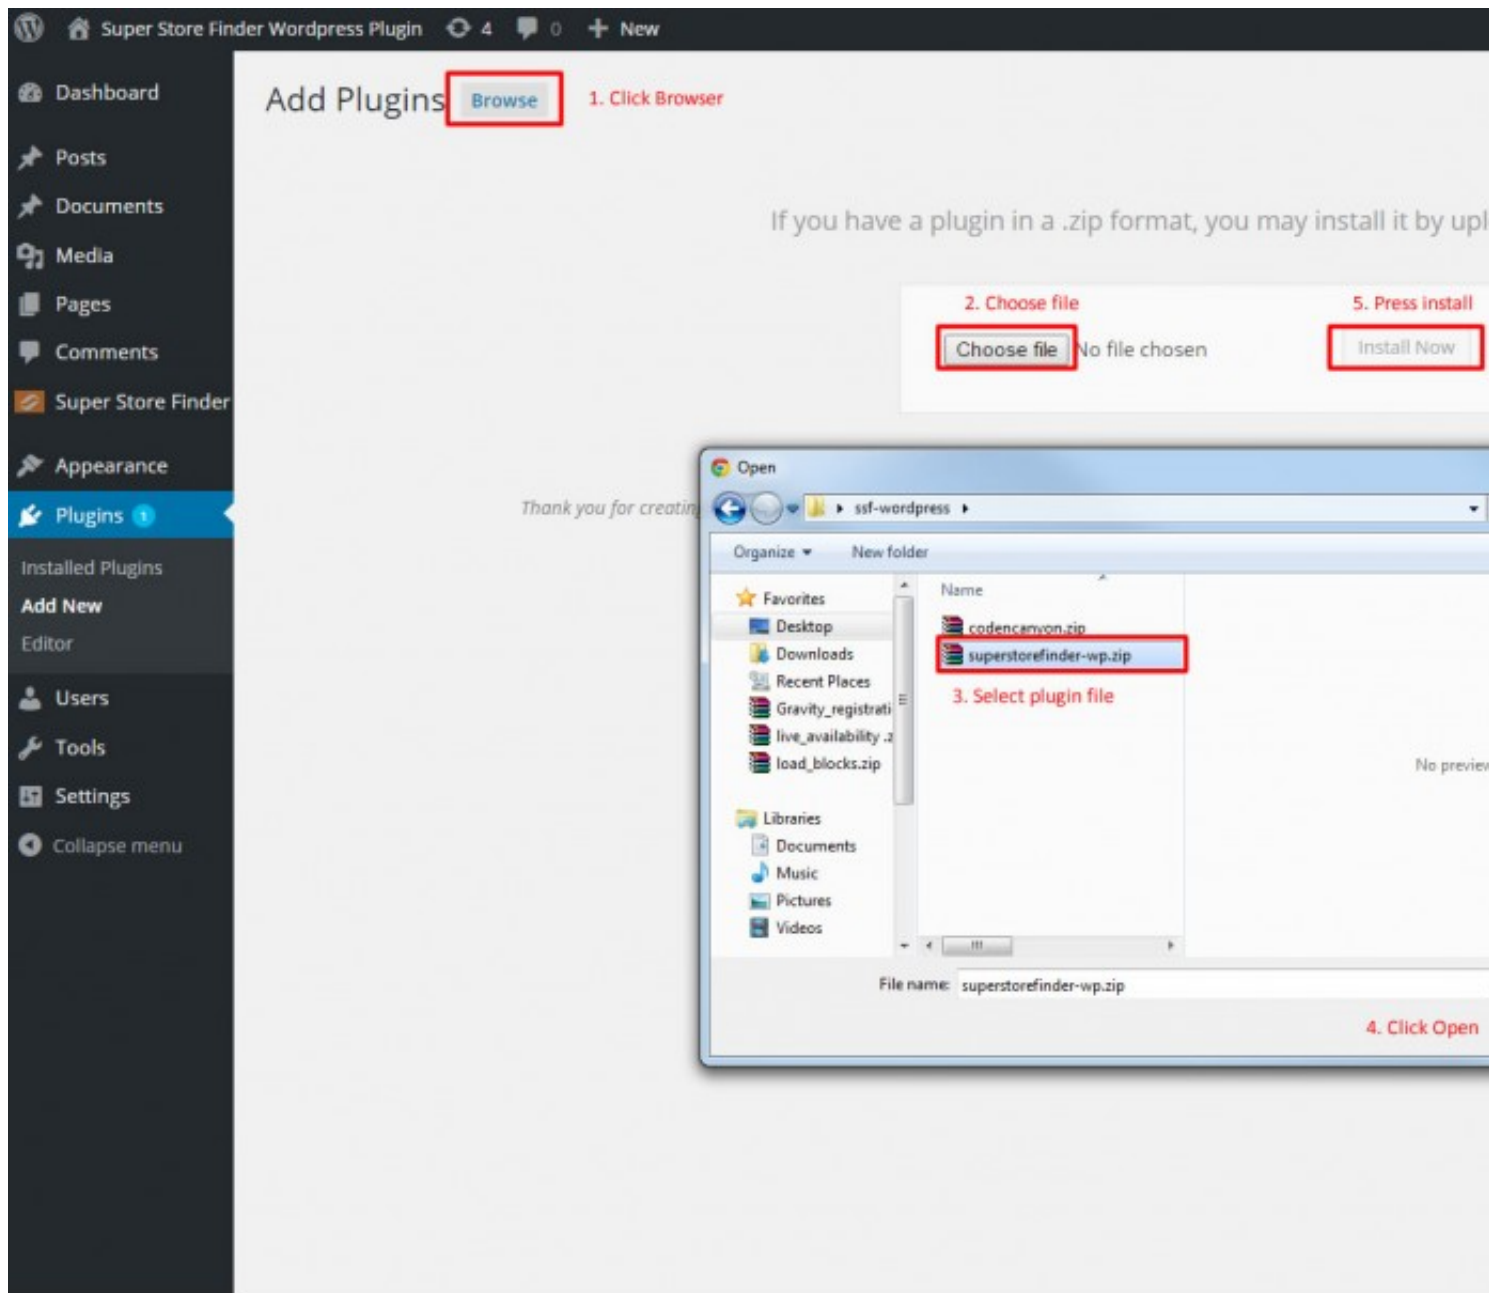 Super Store Finder Wordpress Plugin 4 0 + New
Dashboard
Posts
Documents
Media
Pages
Comments
Super Store Finder
Appearance
Plugins 1
Installed Plugins
Add New
Editor
Users
Tools
Settings
Collapse menu
Add Plugins Browse 1. Click Browser
If you have a plugin in a .zip format, you may install it by upl
2. Choose file 5. Press install
Choose file No file chosen Install Now
Thank you for creatin
Open
ssf-wordpress
Organize New folder
Favorites
Desktop
Downloads
Recent Places
Gravity_registrati
live_availability .z
load_blocks.zip
Libraries
Documents
Music
Pictures
Videos
Name
codencanyon.zip
superstorefinder-wp.zip
3. Select plugin file
No preview
File name: superstorefinder-wp.zip
4. Click Open